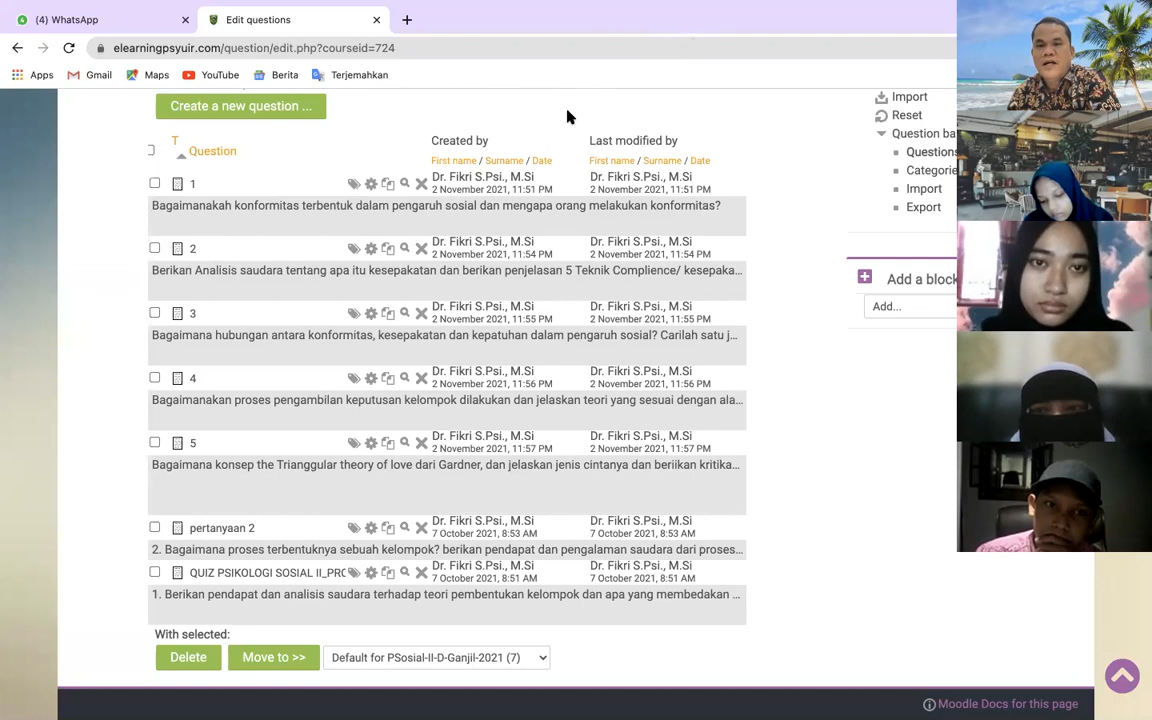 (4) WhatsApp
Edit questions
elearningpsyuir.com/question/edit.php?courseid=724
Apps Gmail Maps YouTube Berita Terjemahkan
Create a new question ...
T
Question
Created by
First name / Surname / Date
Last modified by
First name / Surname / Date
1
Dr. Fikri S.Psi., M.Si
2 November 2021, 11:51 PM
Dr. Fikri S.Psi., M.Si
2 November 2021, 11:51 PM
Bagaimanakah konformitas terbentuk dalam pengaruh sosial dan mengapa orang melakukan konformitas?
2
Dr. Fikri S.Psi., M.Si
2 November 2021, 11:54 PM
Dr. Fikri S.Psi., M.Si
2 November 2021, 11:54 PM
Berikan Analisis saudara tentang apa itu kesepakatan dan berikan penjelasan 5 Teknik Complience/ kesepaka...
3
Dr. Fikri S.Psi., M.Si
2 November 2021, 11:55 PM
Dr. Fikri S.Psi., M.Si
2 November 2021, 11:55 PM
Bagaimana hubungan antara konformitas, kesepakatan dan kepatuhan dalam pengaruh sosial? Carilah satu j...
4
Dr. Fikri S.Psi., M.Si
2 November 2021, 11:56 PM
Dr. Fikri S.Psi., M.Si
2 November 2021, 11:56 PM
Bagaimanakan proses pengambilan keputusan kelompok dilakukan dan jelaskan teori yang sesuai dengan ala...
5
Dr. Fikri S.Psi., M.Si
2 November 2021, 11:57 PM
Dr. Fikri S.Psi., M.Si
2 November 2021, 11:57 PM
Bagaimana konsep the Trianggular theory of love dari Gardner, dan jelaskan jenis cintanya dan beriikan kritika...
pertanyaan 2
Dr. Fikri S.Psi., M.Si
7 October 2021, 8:53 AM
Dr. Fikri S.Psi., M.Si
7 October 2021, 8:53 AM
2. Bagaimana proses terbentuknya sebuah kelompok? berikan pendapat dan pengalaman saudara dari proses...
QUIZ PSIKOLOGI SOSIAL II_PRO
Dr. Fikri S.Psi., M.Si
7 October 2021, 8:51 AM
Dr. Fikri S.Psi., M.Si
7 October 2021, 8:51 AM
1. Berikan pendapat dan analisis saudara terhadap teori pembentukan kelompok dan apa yang membedakan ...
With selected:
Delete
Move to >>
Default for PSosial-II-D-Ganjil-2021 (7)
Import
Reset
Question ba
Questions
Categorie
Import
Export
Add a block
Add...
Moodle Docs for this page